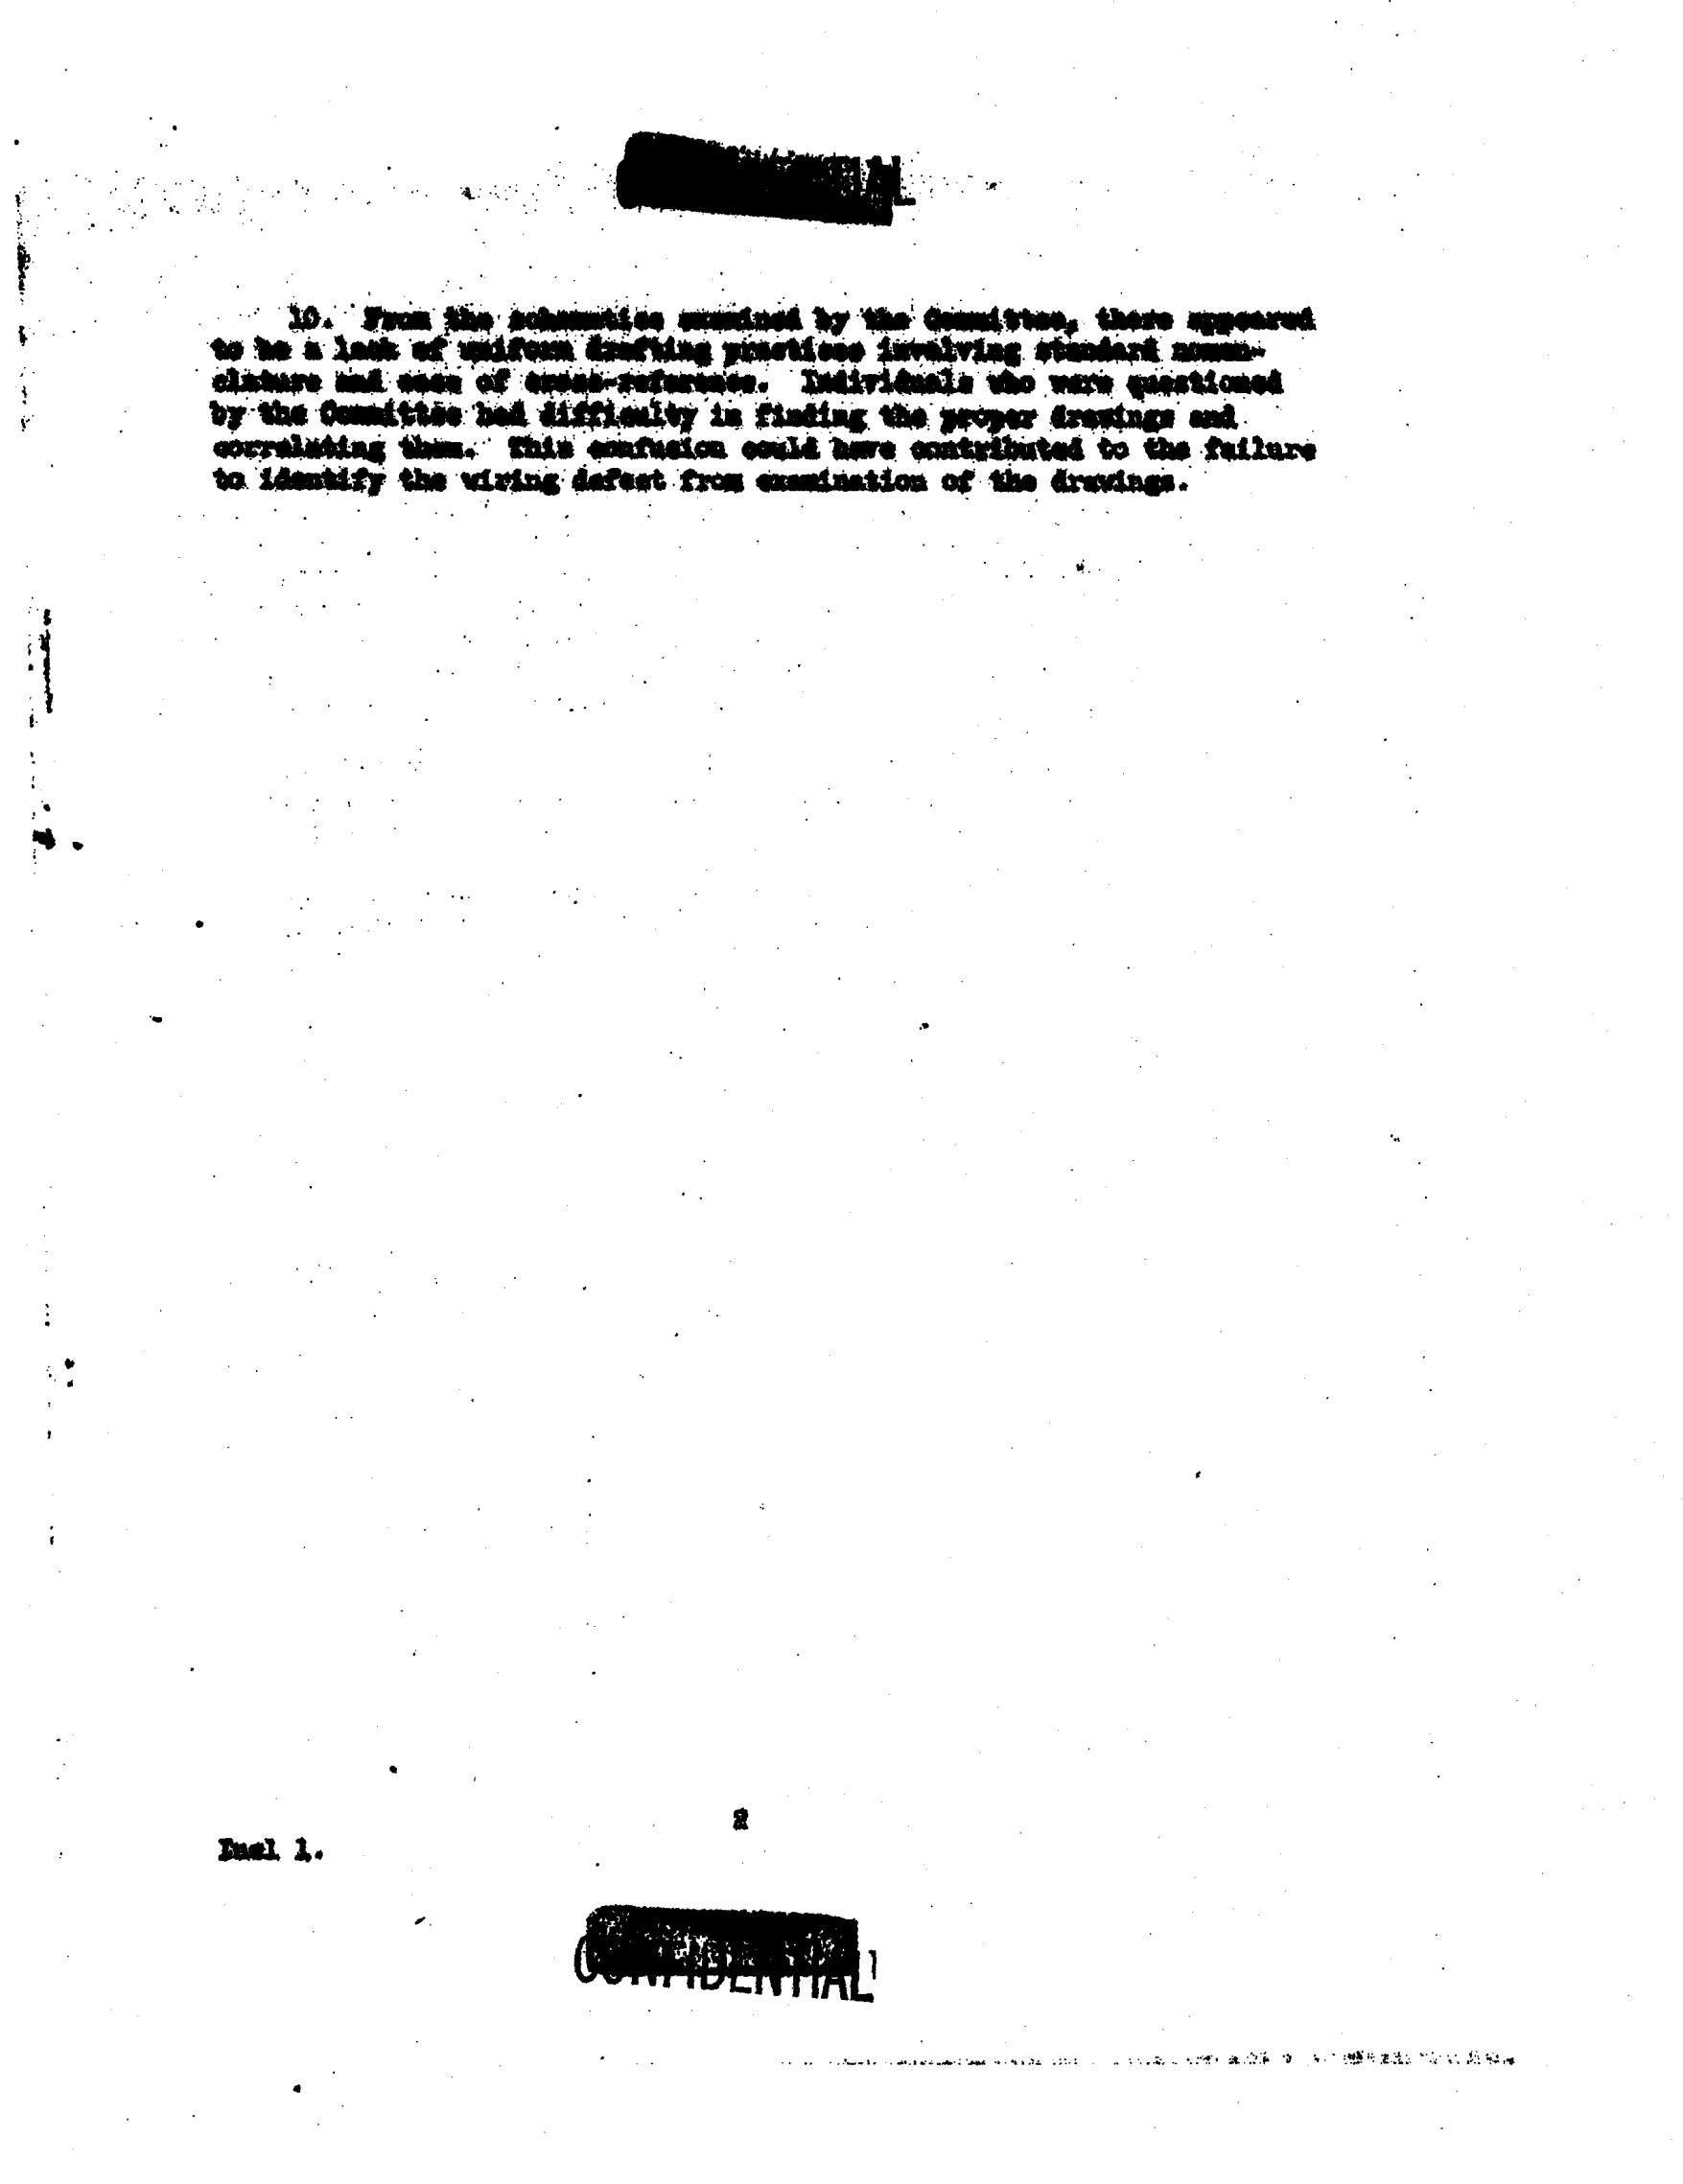 10. From the schematics examined by the Committee, there appeared
to be a lack of uniform drafting practices involving standard nomen-
clature and ease of cross-reference. Individuals who were questioned
by the Committee had difficulty in finding the proper drawings and
correlating them. This confusion could have contributed to the failure
to identify the wiring defect from examination of the drawings.
2
Incl 1.
CONFIDENTIAL